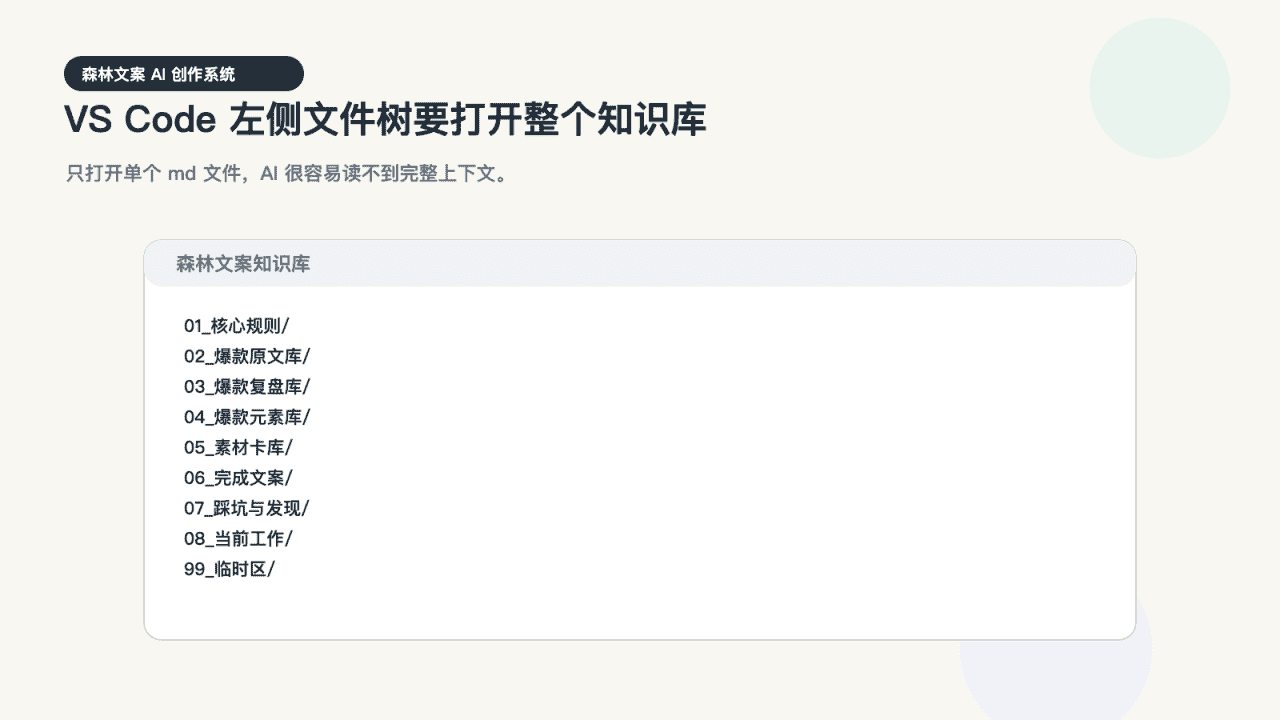 森林文案 AI 创作系统
VS Code 左侧文件树要打开整个知识库
只打开单个 md 文件，AI 很容易读不到完整上下文。
森林文案知识库
01_核心规则/
02_爆款原文库/
03_爆款复盘库/
04_爆款元素库/
05_素材卡库/
06_完成文案/
07_踩坑与发现/
08_当前工作/
99_临时区/